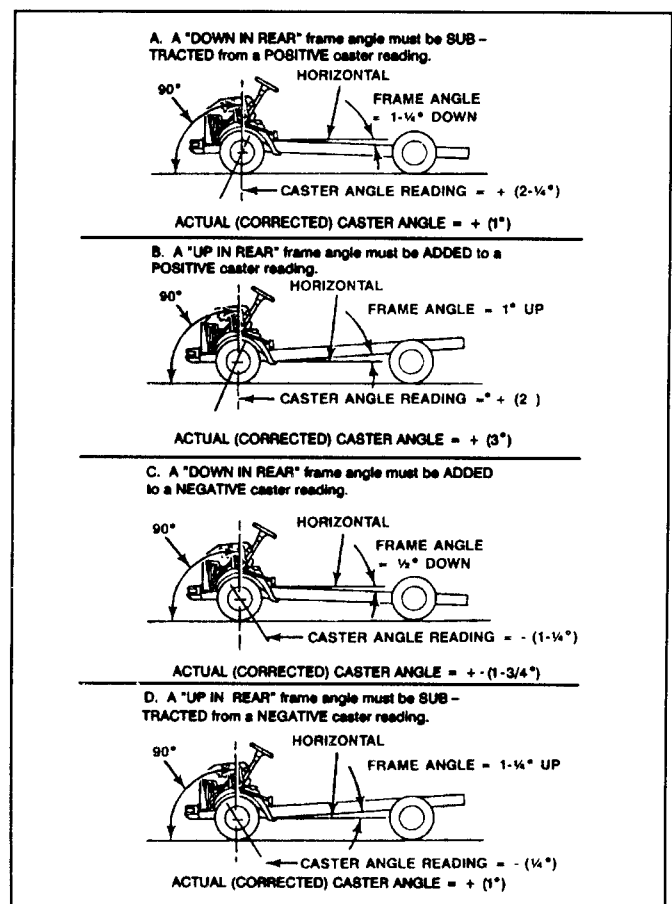 A. A "DOWN IN REAR" frame angle must be SUB –
TRACTED from a POSITIVE caster reading.
HORIZONTAL
90°
FRAME ANGLE
= 1-¼° DOWN
CASTER ANGLE READING = + (2-¼°)
ACTUAL (CORRECTED) CASTER ANGLE = + (1°)
B. A "UP IN REAR" frame angle must be ADDED to a
POSITIVE caster reading.
HORIZONTAL
90°
FRAME ANGLE = 1° UP
CASTER ANGLE READING =° + (2 )
ACTUAL (CORRECTED) CASTER ANGLE = + (3°)
C. A "DOWN IN REAR" frame angle must be ADDED
to a NEGATIVE caster reading.
HORIZONTAL
90°
FRAME ANGLE
= ½° DOWN
CASTER ANGLE READING = - (1-¼°)
ACTUAL (CORRECTED) CASTER ANGLE = + - (1-3/4°)
D. A "UP IN REAR" frame angle must be SUB –
TRACTED from a NEGATIVE caster reading.
HORIZONTAL
90°
FRAME ANGLE = 1-¼° UP
CASTER ANGLE READING = - (¼°)
ACTUAL (CORRECTED) CASTER ANGLE = + (1°)